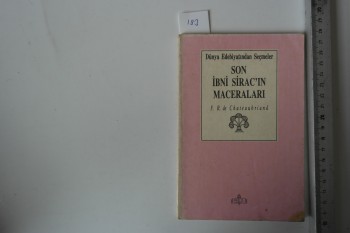 182
Dünya Edebiyatından Seçmeler
SON
İBNİ SİRAC'IN
MACERALARI
F. R. de Chateaubriand